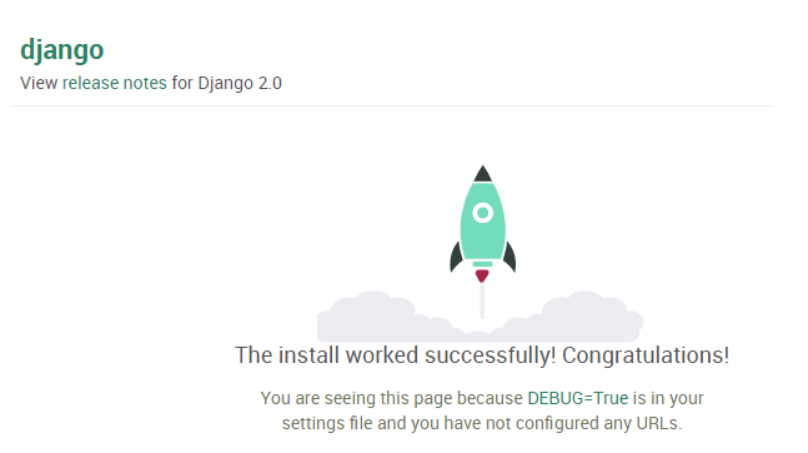 django
View release notes for Django 2.0
The install worked successfully! Congratulations!
You are seeing this page because DEBUG=True is in your
settings file and you have not configured any URLs.